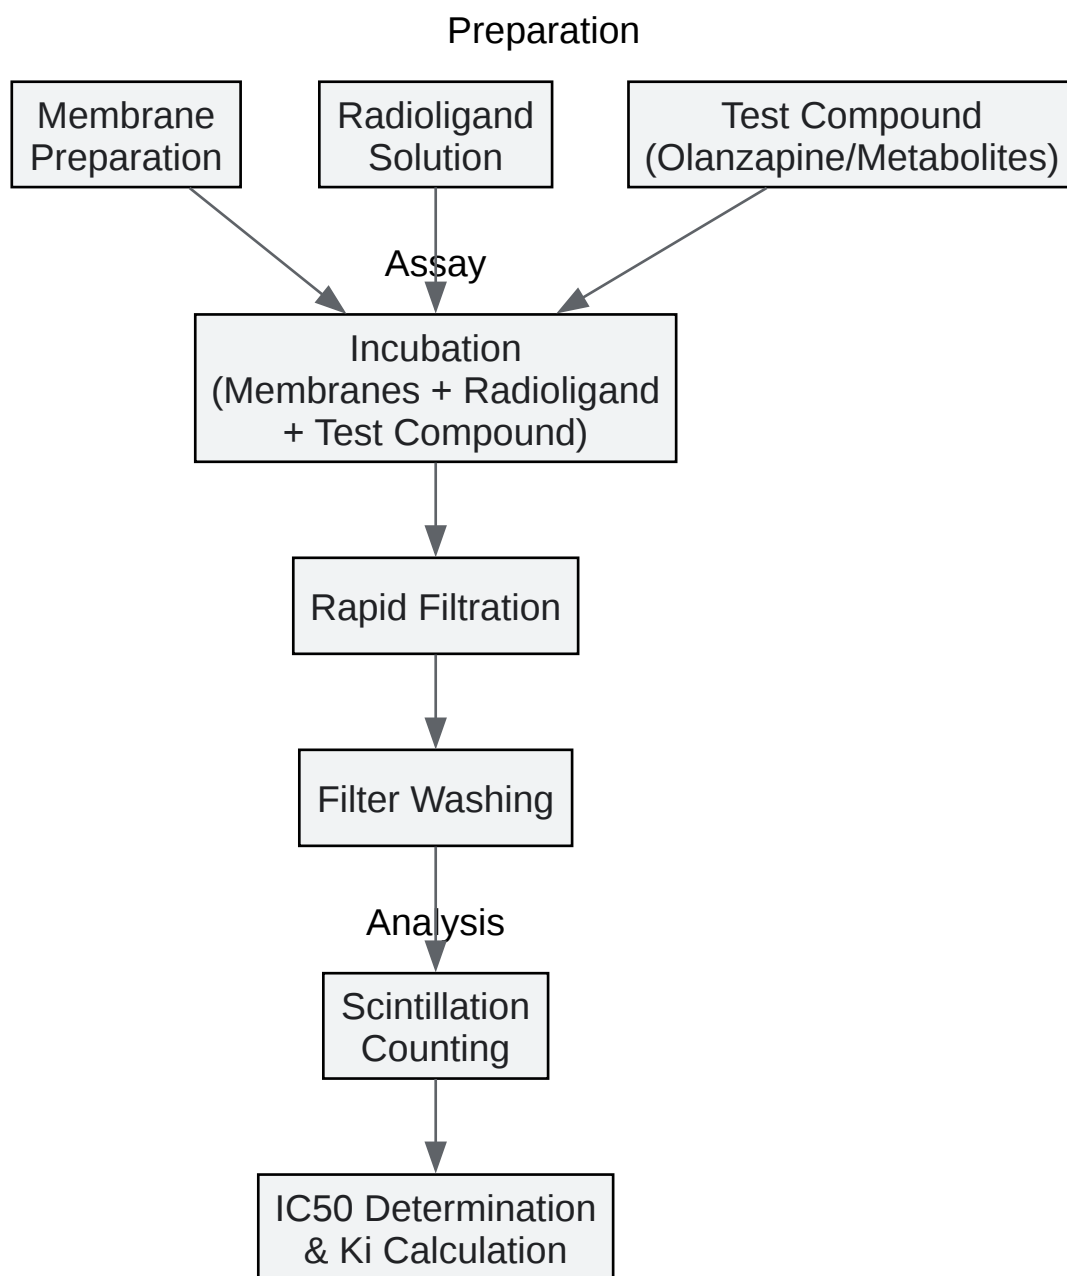 Preparation
Membrane
Preparation
Radioligand
Solution
Test Compound
(Olanzapine/Metabolites)
Assay
Incubation
(Membranes + Radioligand
+ Test Compound)
Rapid Filtration
Filter Washing
Analysis
Scintillation
Counting
IC50 Determination
& Ki Calculation